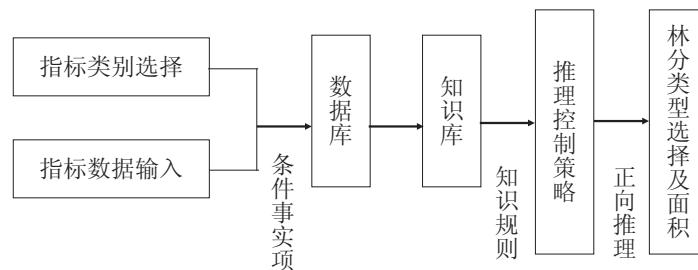 指标类别选择
指标数据输入
条件事实项
数据库
知识库
知识规则
推理控制策略
正向推理
林分类型选择及面积